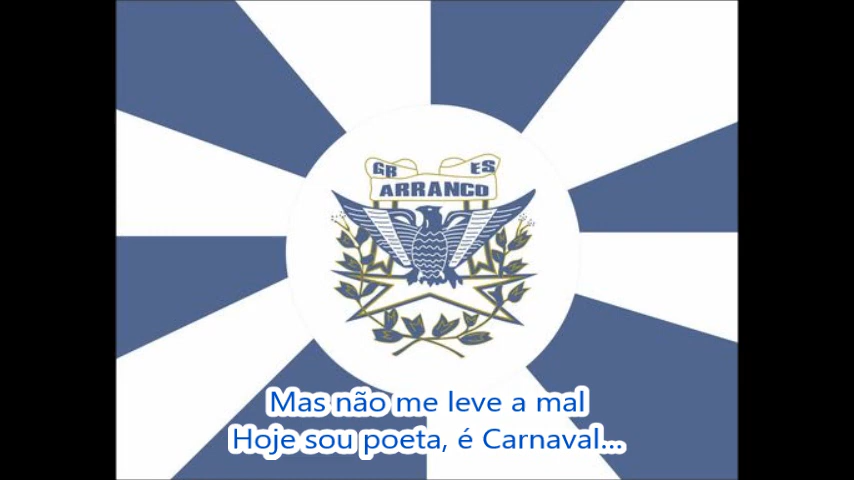 GR ES
ARRANCO
Mas não me leve a mal
Hoje sou poeta, é Carnaval...